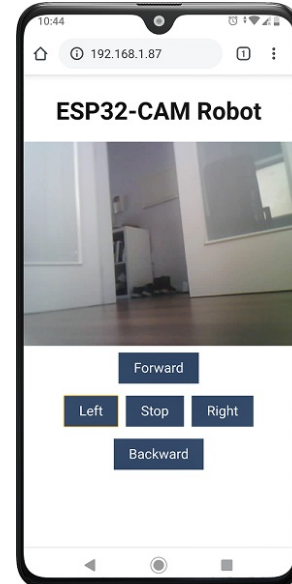 10:44
192.168.1.87
1
ESP32-CAM Robot
Forward
Left Stop Right
Backward